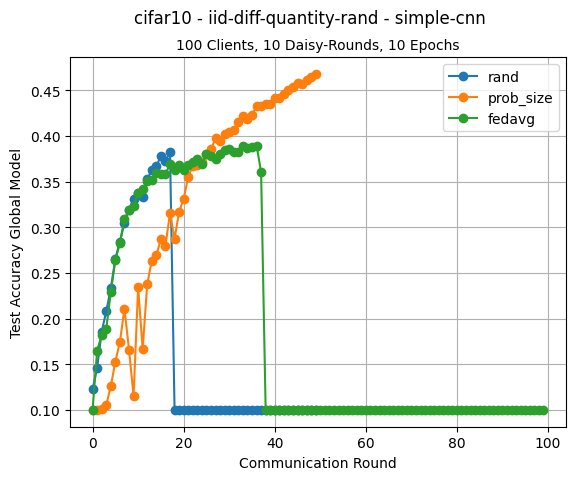 cifar10 - iid-diff-quantity-rand - simple-cnn
100 Clients, 10 Daisy-Rounds, 10 Epochs
rand
prob_size
fedavg
Test Accuracy Global Model
0.45
0.40
0.35
0.30
0.25
0.20
0.15
0.10
0 20 40 60 80 100
Communication Round